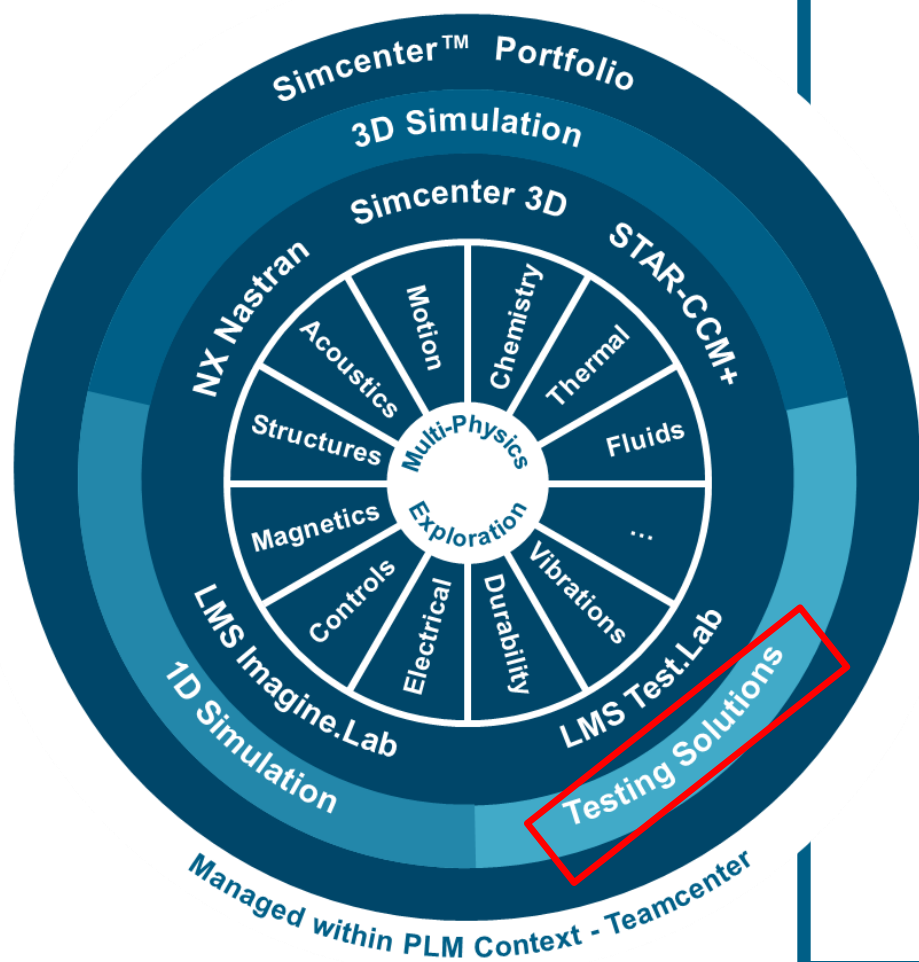 Simcenter™ Portfolio
3D Simulation
Simcenter 3D
NX Nastran
STAR-CCM+
Motion
Chemistry
Acoustics
Thermal
Structures
Fluids
Multi-Physics
Exploration
Magnetics
...
Controls
Vibrations
Electrical
Durability
LMS Imagine.Lab
LMS Test.Lab
1D Simulation
Testing Solutions
Managed within PLM Context - Teamcenter